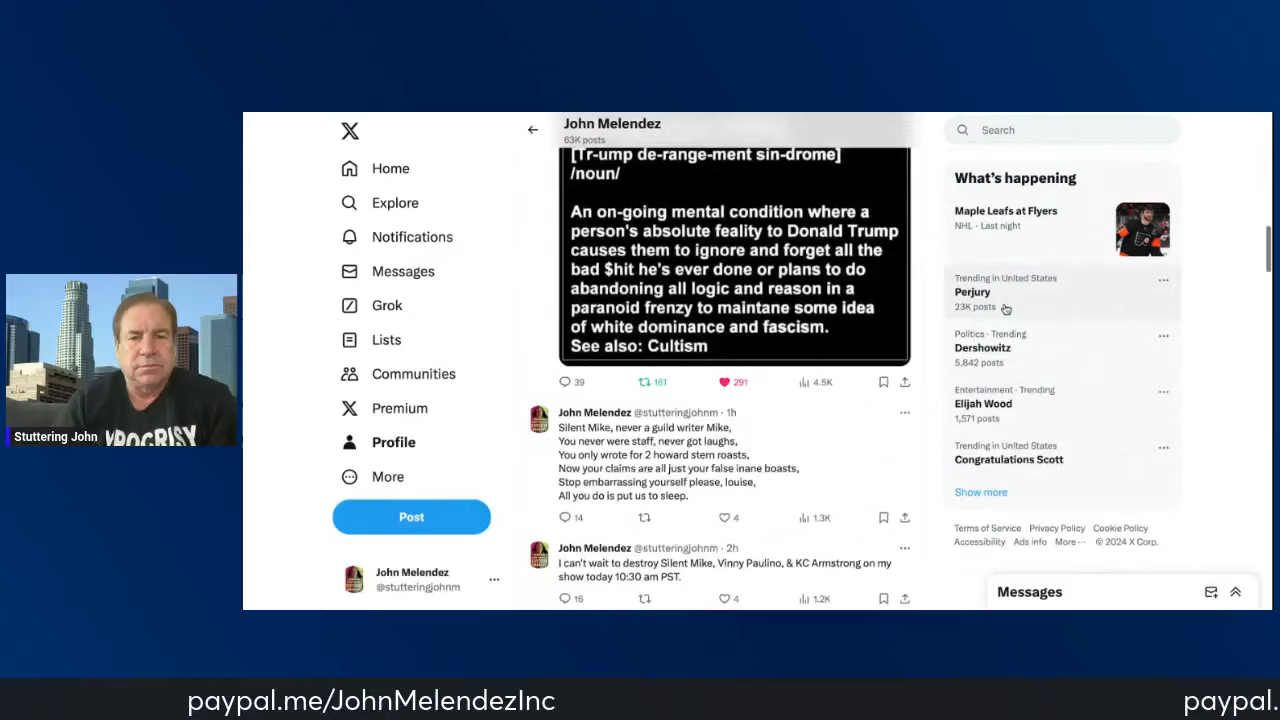 X
Home
Explore
Notifications
Messages
Grok
Lists
Communities
Premium
Profile
More
Post
John Melendez
@stutteringjohnm
John Melendez
63K posts
[Tr-ump de-range-ment sin-drome]
/noun/
An on-going mental condition where a
person's absolute feality to Donald Trump
causes them to ignore and forget all the
bad $hit he's ever done or plans to do
abandoning all logic and reason in a
paranoid frenzy to maintane some idea
of white dominance and fascism.
See also: Cultism
39 161 291 4.5K
John Melendez @stutteringjohnm · 1h
Silent Mike, never a guild writer Mike,
You never were staff, never got laughs,
You only wrote for 2 howard stern roasts,
Now your claims are all just your false inane boasts,
Stop embarrassing yourself please, louise,
All you do is put us to sleep.
14 4 1.3K
John Melendez @stutteringjohnm · 2h
I can't wait to destroy Silent Mike, Vinny Paulino, & KC Armstrong on my
show today 10:30 am PST.
16 4 1.2K
Search
What's happening
Maple Leafs at Flyers
NHL · Last night
Trending in United States
Perjury
23K posts
Politics · Trending
Dershowitz
5,842 posts
Entertainment · Trending
Elijah Wood
1,571 posts
Trending in United States
Congratulations Scott
Show more
Terms of Service Privacy Policy Cookie Policy
Accessibility Ads info More ··· © 2024 X Corp.
Messages
Stuttering John
paypal.me/JohnMelendezInc
paypal.